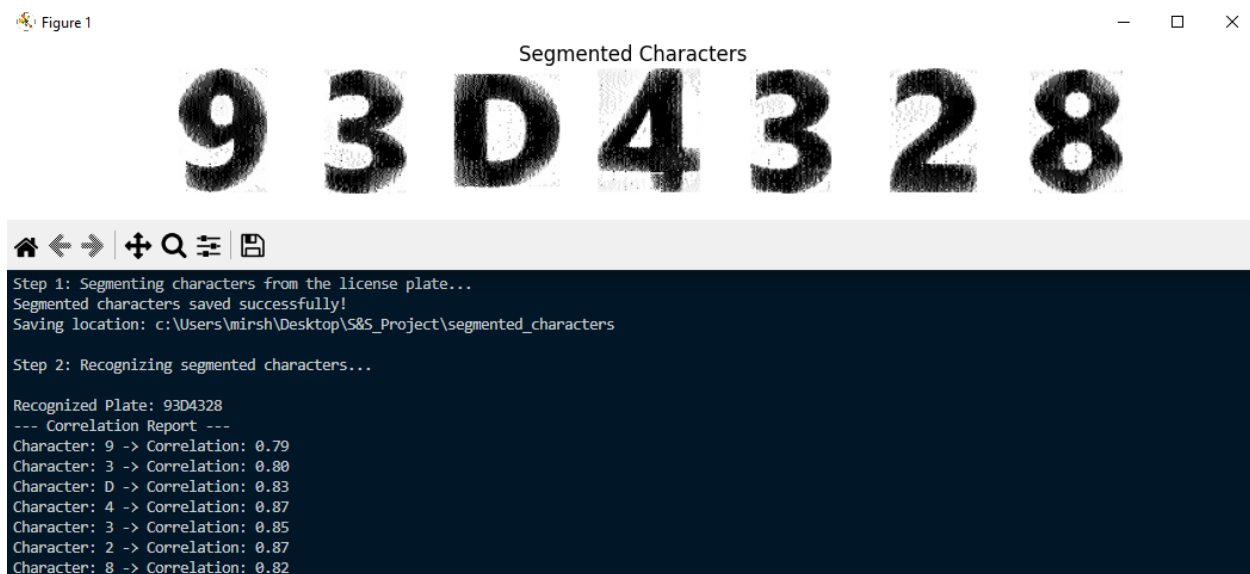 Figure 1
Segmented Characters
9 3 D 4 3 2 8
Step 1: Segmenting characters from the license plate...
Segmented characters saved successfully!
Saving location: c:\Users\mirsh\Desktop\S&S_Project\segmented_characters
Step 2: Recognizing segmented characters...
Recognized Plate: 93D4328
--- Correlation Report ---
Character: 9 -> Correlation: 0.79
Character: 3 -> Correlation: 0.80
Character: D -> Correlation: 0.83
Character: 4 -> Correlation: 0.87
Character: 3 -> Correlation: 0.85
Character: 2 -> Correlation: 0.87
Character: 8 -> Correlation: 0.82